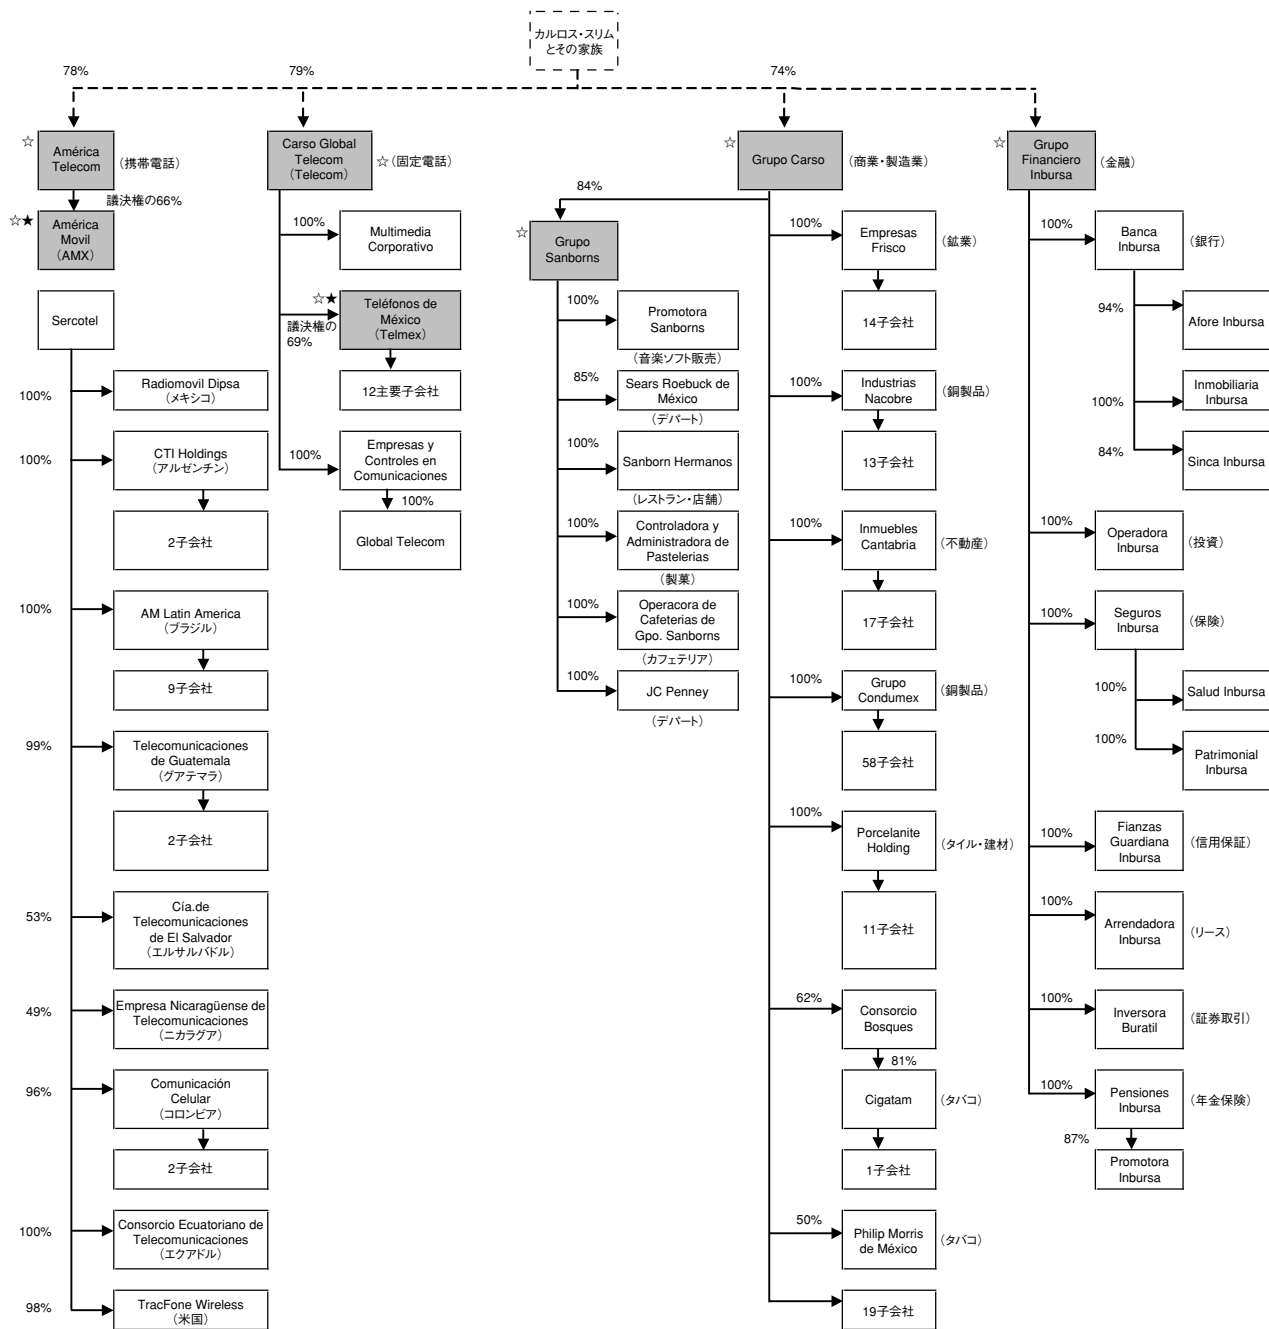 カルロス・スリム
とその家族
78%
79%
74%
☆
América
Telecom
(携帯電話)
議決権の66%
☆★
América
Movil
(AMX)
Sercotel
100%
Radiomovil Dipsa
(メキシコ)
100%
CTI Holdings
(アルゼンチン)
2子会社
100%
AM Latin America
(ブラジル)
9子会社
99%
Telecomunicaciones
de Guatemala
(グアテマラ)
2子会社
53%
Cía.de
Telecomunicaciones
de El Salvador
(エルサルバドル)
49%
Empresa Nicaragüense de
Telecomunicaciones
(ニカラグア)
96%
Comunicación
Celular
(コロンビア)
2子会社
100%
Consorcio Ecuatoriano de
Telecomunicaciones
(エクアドル)
98%
TracFone Wireless
(米国)
Carso Global
Telecom
(Telecom)
☆(固定電話)
100%
Multimedia
Corporativo
☆★
議決権の
69%
Teléfonos de
México
(Telmex)
12主要子会社
100%
Empresas y
Controles en
Comunicaciones
100%
Global Telecom
☆
Grupo Carso
(商業・製造業)
84%
☆
Grupo
Sanborns
100%
Promotora
Sanborns
(音楽ソフト販売)
85%
Sears Roebuck de
México
(デパート)
100%
Sanborn Hermanos
(レストラン・店舗)
100%
Controladora y
Administradora de
Pastelerias
(製菓)
100%
Operacora de
Cafeterias de
Gpo. Sanborns
(カフェテリア)
100%
JC Penney
(デパート)
100%
Empresas
Frisco
(鉱業)
14子会社
100%
Industrias
Nacobre
(銅製品)
13子会社
100%
Inmuebles
Cantabria
(不動産)
17子会社
100%
Grupo
Condumex
(銅製品)
58子会社
100%
Porcelanite
Holding
(タイル・建材)
11子会社
62%
Consorcio
Bosques
81%
Cigatam
(タバコ)
1子会社
50%
Philip Morris
de México
(タバコ)
19子会社
☆
Grupo
Financiero
Inbursa
(金融)
100%
Banca
Inbursa
(銀行)
94%
Afore Inbursa
100%
Inmobiliaria
Inbursa
84%
Sinca Inbursa
100%
Operadora
Inbursa
(投資)
100%
Seguros
Inbursa
(保険)
100%
Salud Inbursa
100%
Patrimonial
Inbursa
100%
Fianzas
Guardiana
Inbursa
(信用保証)
100%
Arrendadora
Inbursa
(リース)
100%
Inversora
Buratil
(証券取引)
100%
Pensiones
Inbursa
(年金保険)
87%
Promotora
Inbursa